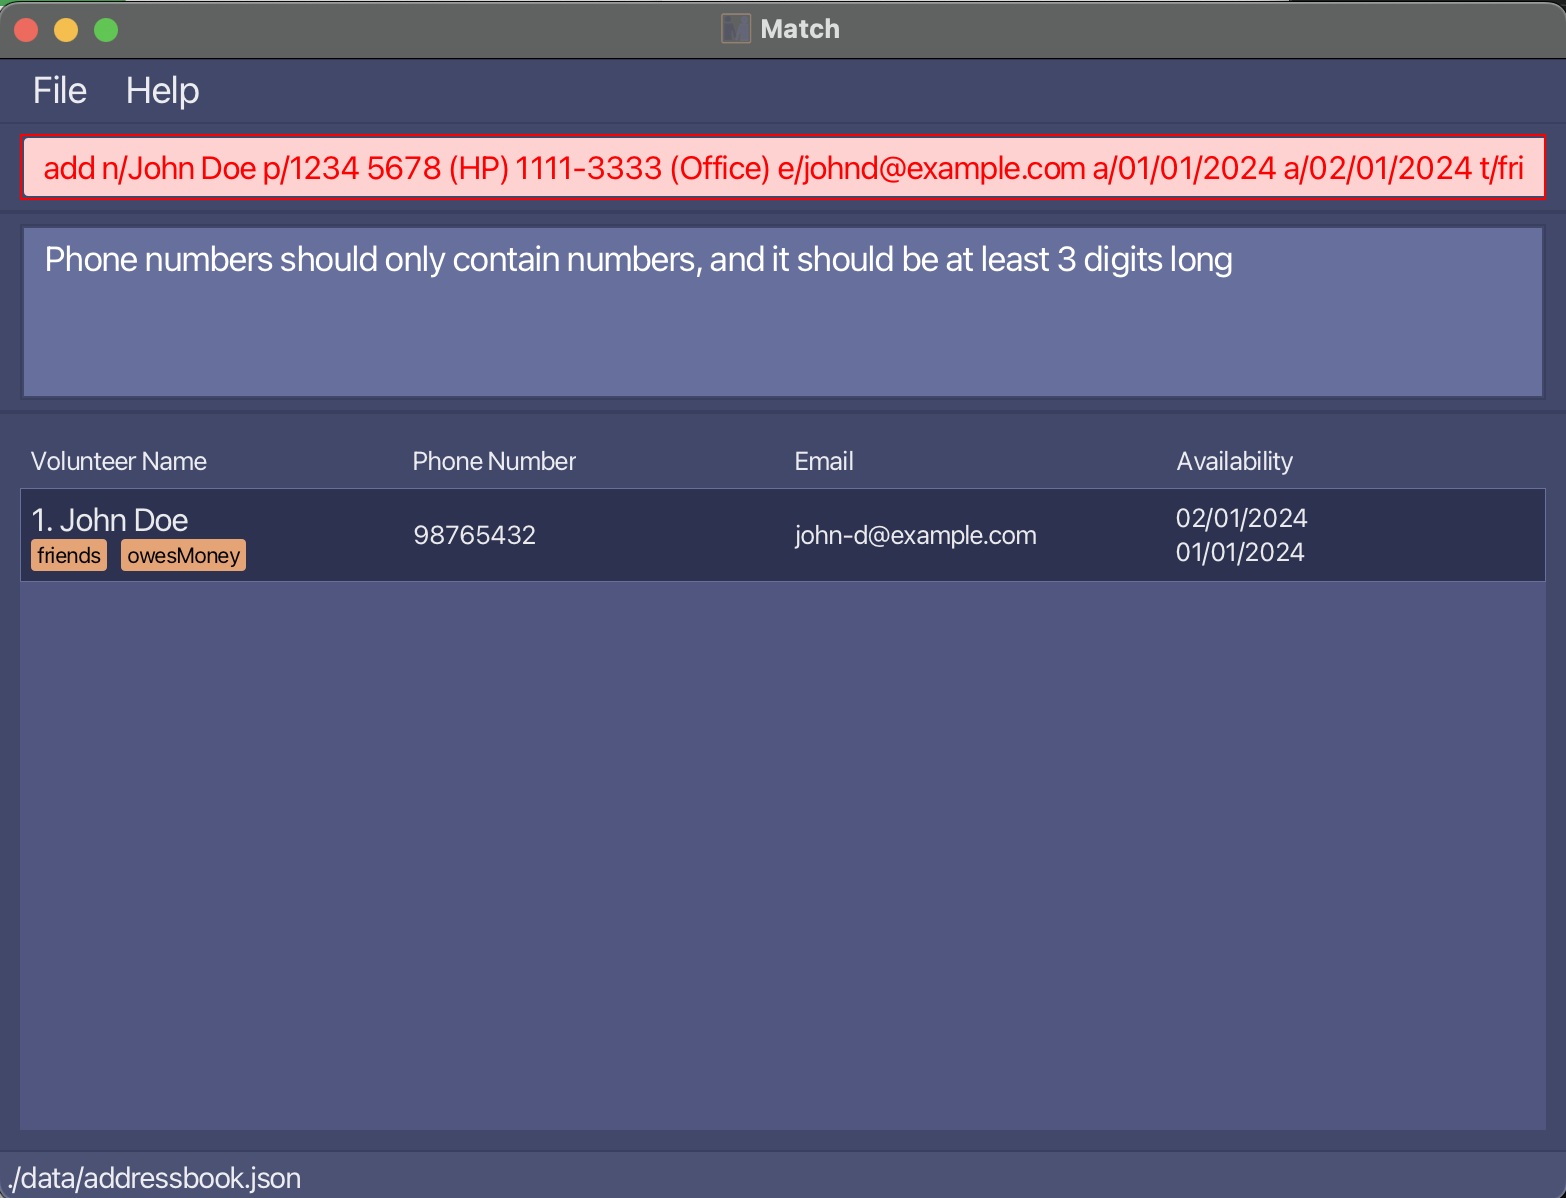 Match
File Help
add n/John Doe p/1234 5678 (HP) 1111-3333 (Office) e/johnd@example.com a/01/01/2024 a/02/01/2024 t/fri
Phone numbers should only contain numbers, and it should be at least 3 digits long
Volunteer Name Phone Number Email Availability
1. John Doe
friends owesMoney
98765432
john-d@example.com
02/01/2024
01/01/2024
./data/addressbook.json